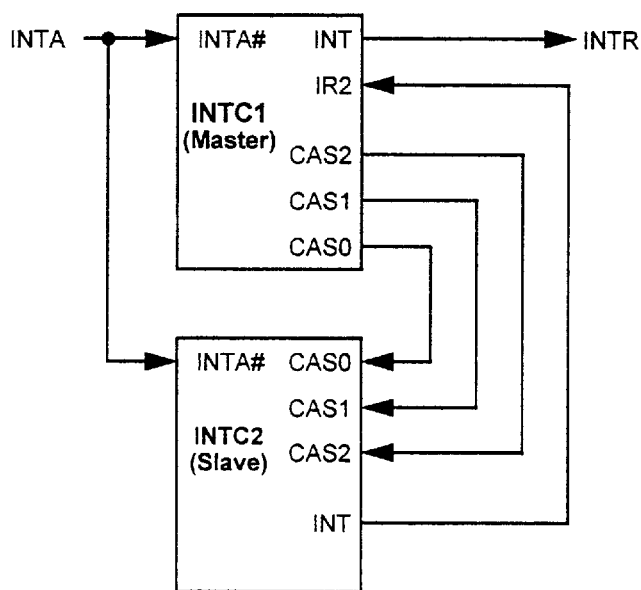 INTA INTA# INT INTR
IR2
INTC1
(Master)
CAS2
CAS1
CAS0
INTA# CAS0
CAS1
INTC2
(Slave)
CAS2
INT